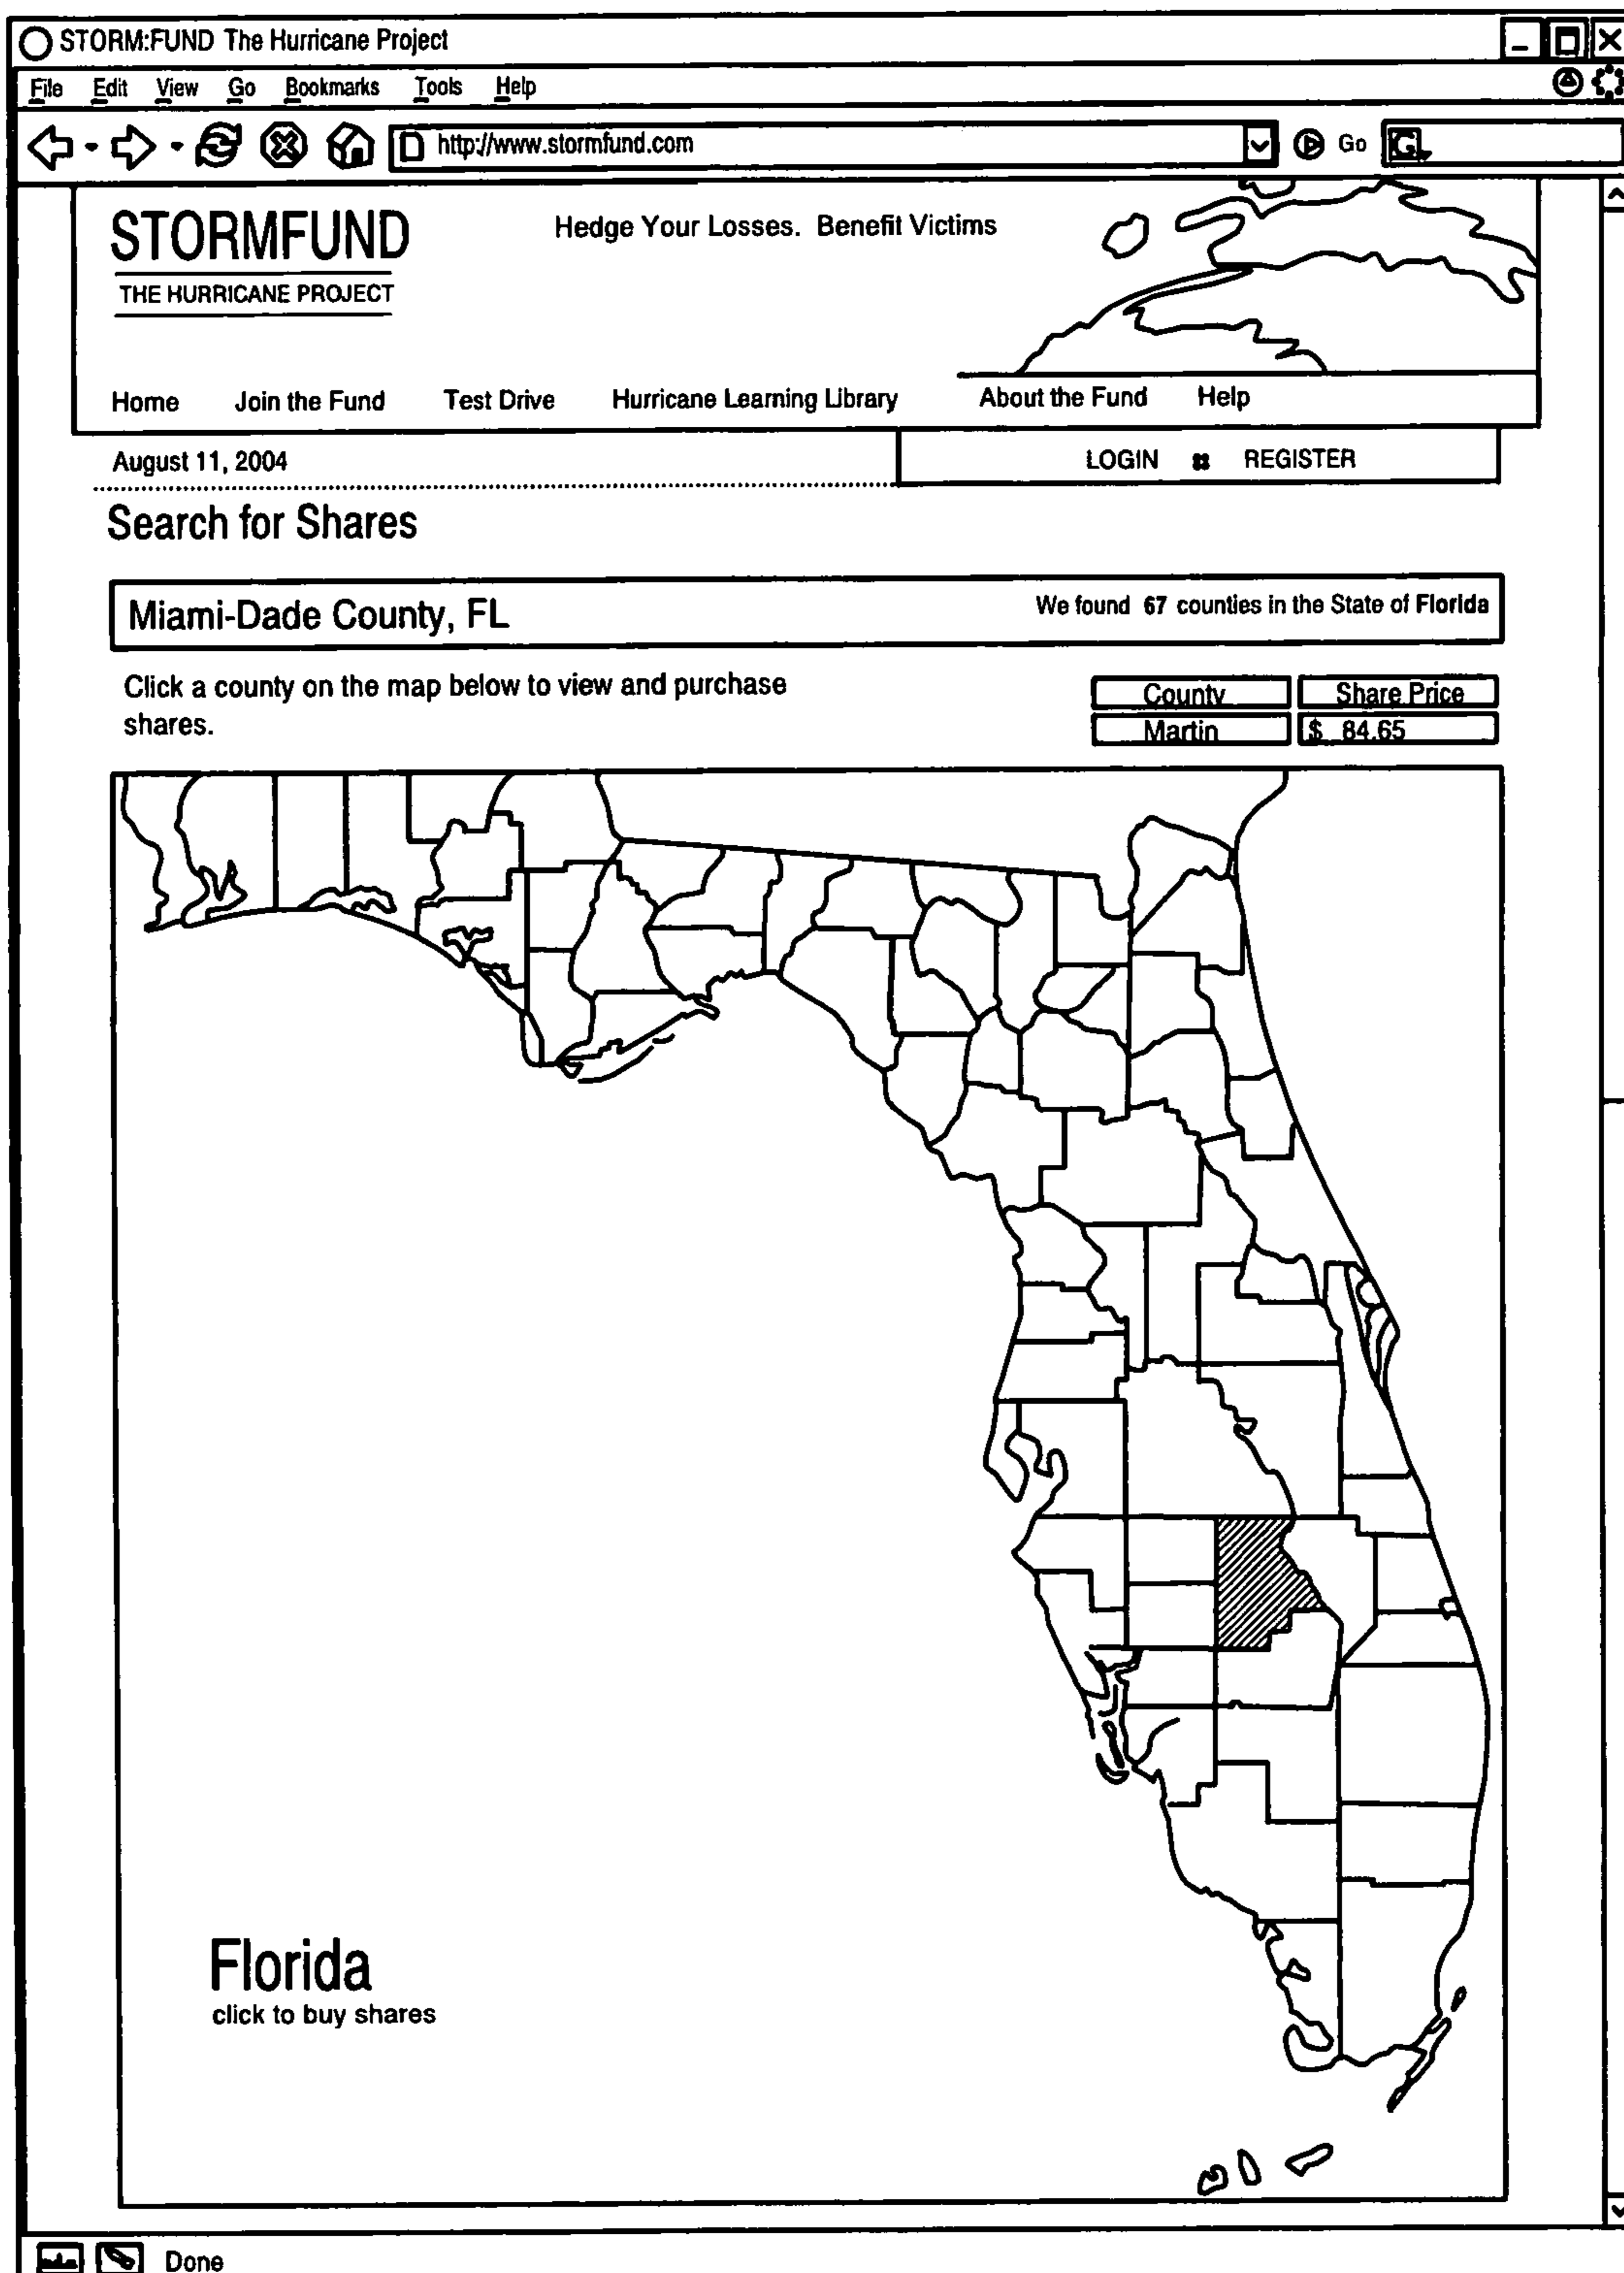 STORM:FUND The Hurricane Project
File Edit View Go Bookmarks Tools Help
http://www.stormfund.com Go G
STORMFUND
THE HURRICANE PROJECT
Hedge Your Losses. Benefit Victims
Home Join the Fund Test Drive Hurricane Learning Library About the Fund Help
August 11, 2004 LOGIN REGISTER
Search for Shares
Miami-Dade County, FL We found 67 counties in the State of Florida
Click a county on the map below to view and purchase
shares.
County Share Price
Martin $ 84.65
Florida
click to buy shares
Done